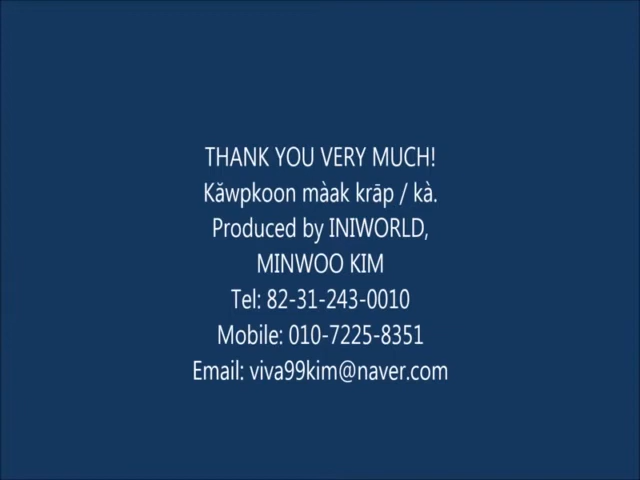 THANK YOU VERY MUCH!
Kăwpkoon màak krāp / kà.
Produced by INIWORLD,
MINWOO KIM
Tel: 82-31-243-0010
Mobile: 010-7225-8351
Email: viva99kim@naver.com